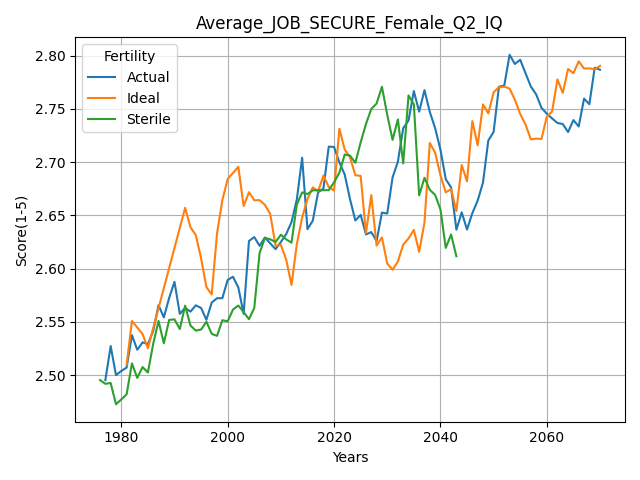 Average_JOB_SECURE_Female_Q2_IQ
Fertility
Actual
Ideal
Sterile
Score(1-5)
2.80
2.75
2.70
2.65
2.60
2.55
2.50
1980 2000 2020 2040 2060
Years